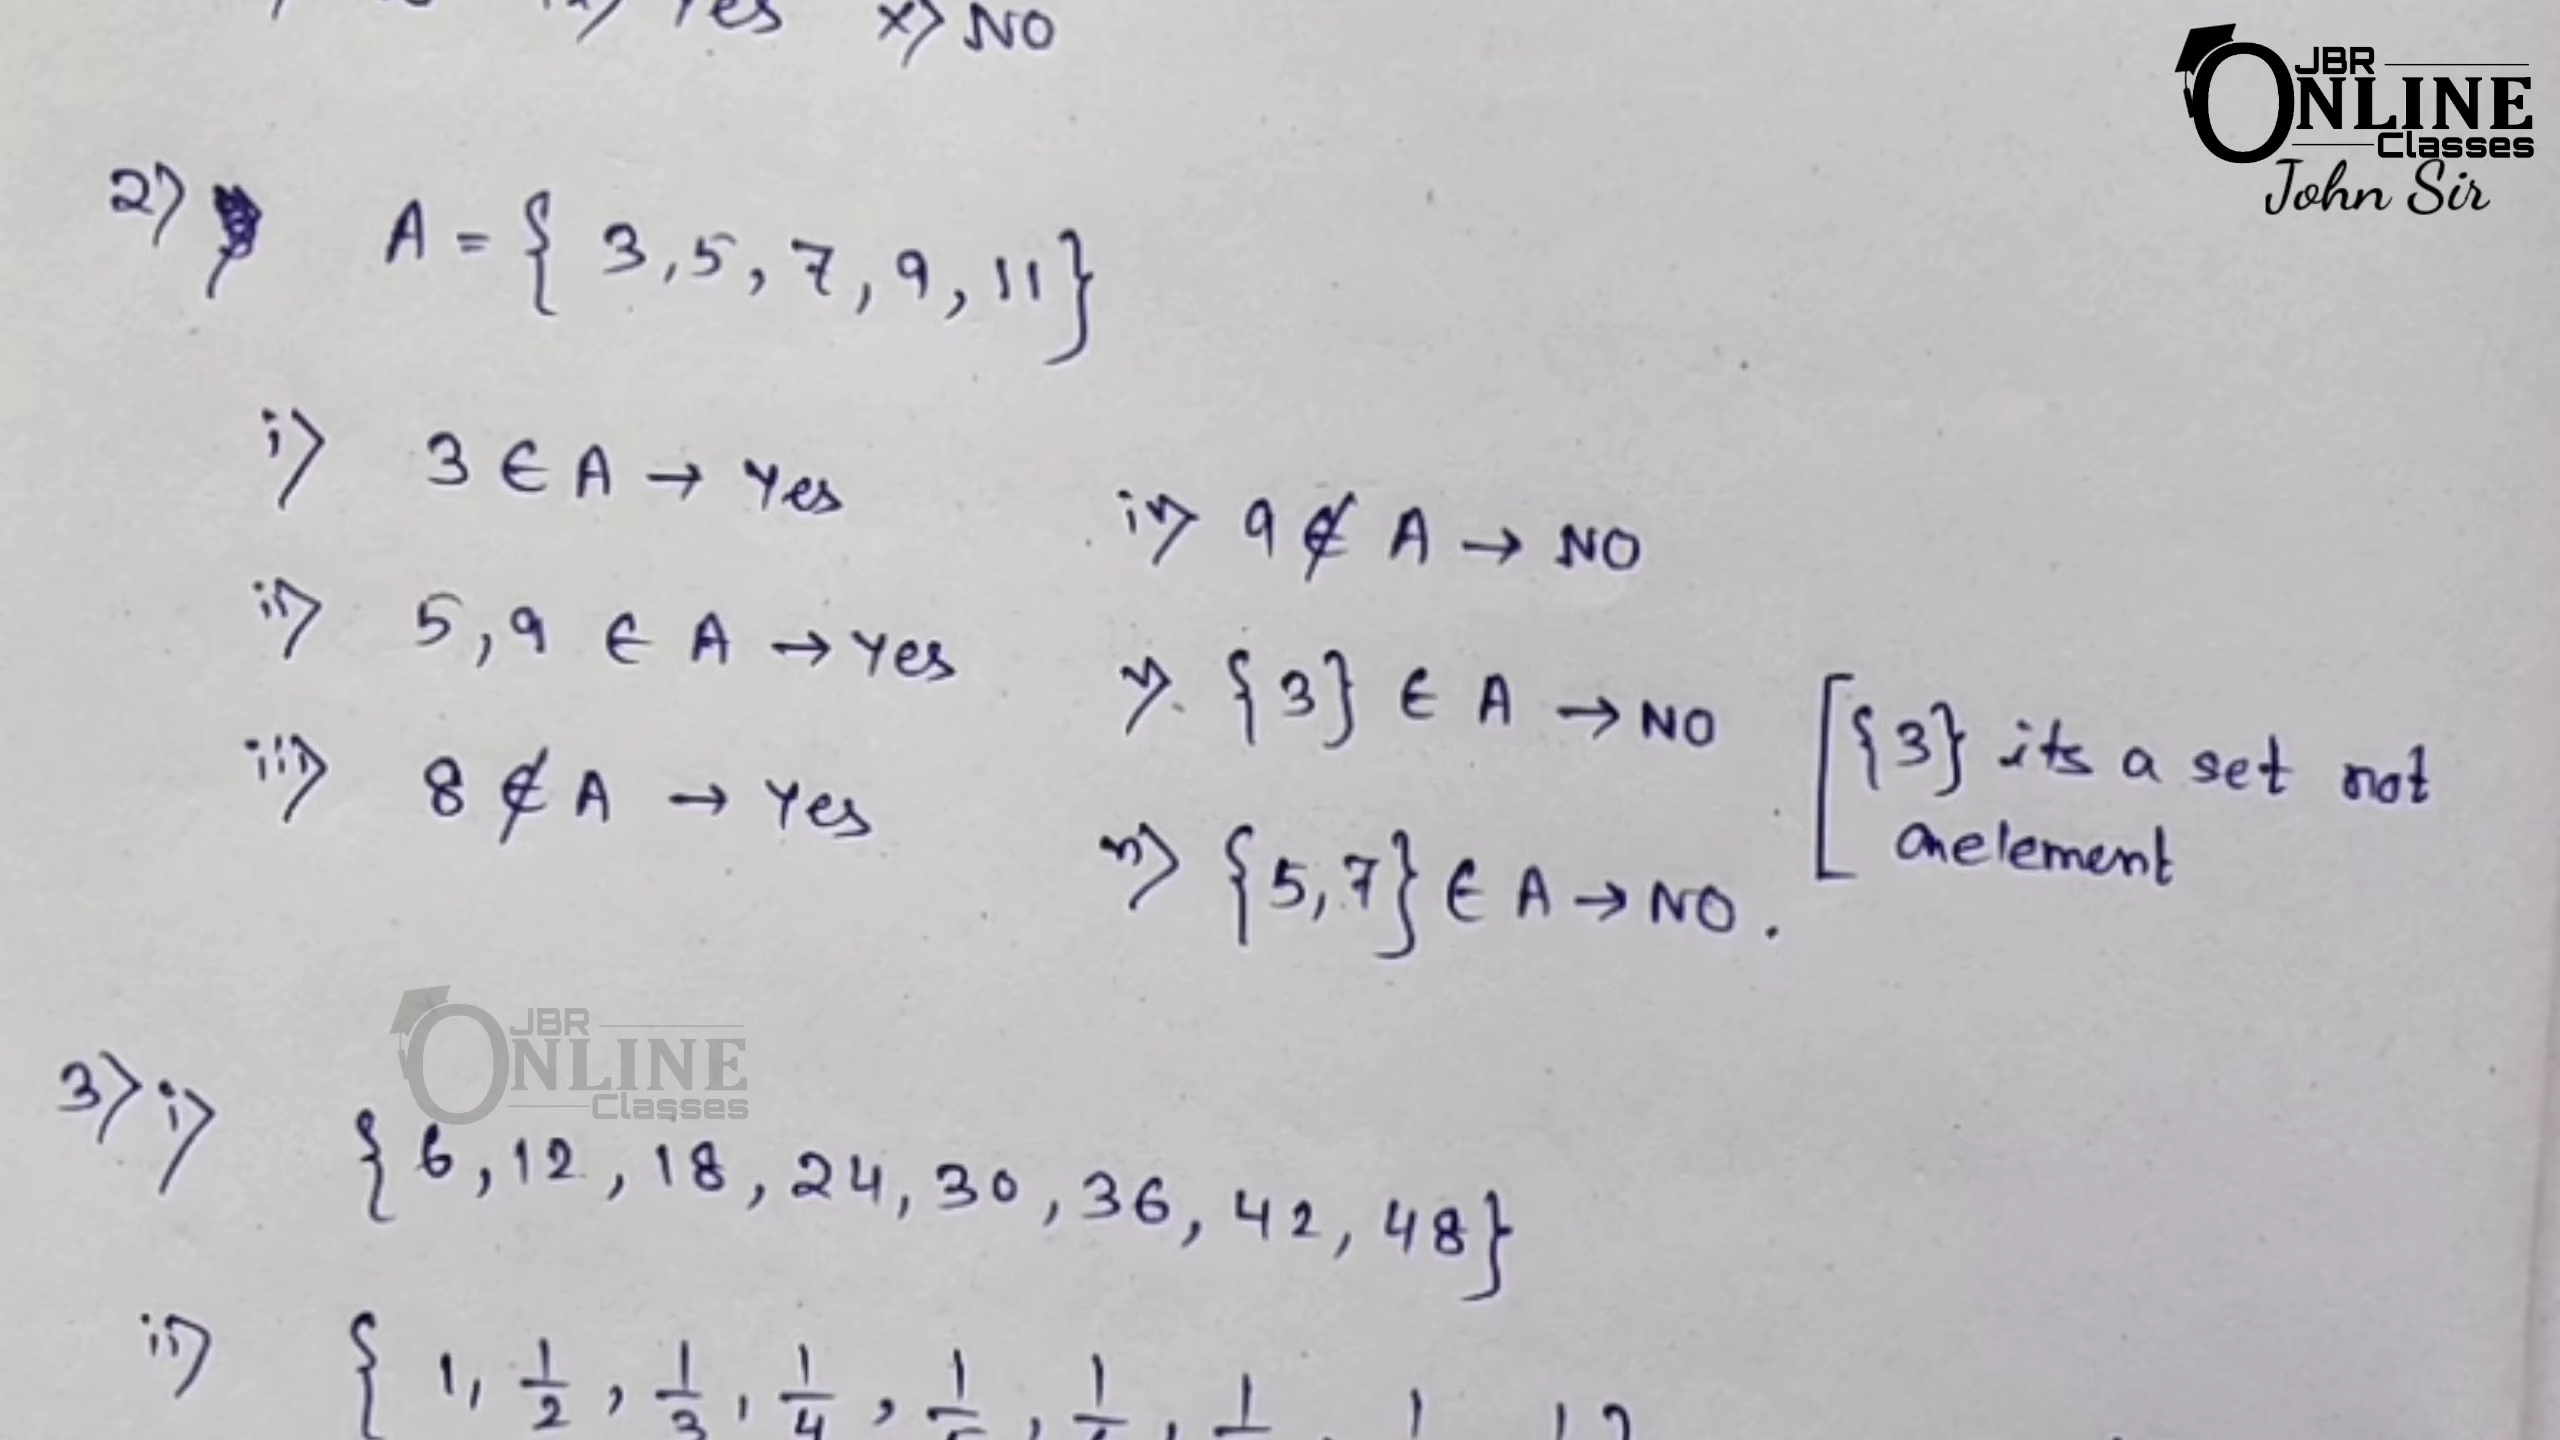 Yes x) NO
JBR
ONLINE
Classes
John Sir
2) A = { 3, 5, 7, 9, 11}
i) 3 ∈ A → Yes
ii) 5, 9 ∈ A → Yes
iii) 8 ∉ A → Yes
iv) 9 ∉ A → NO
v) {3} ∈ A → NO
vi) {5, 7} ∈ A → NO.
[{3} its a set not
an element
JBR
ONLINE
Classes
3) i) {6, 12, 18, 24, 30, 36, 42, 48}
ii) { 1, 1/2, 1/3, 1/4,